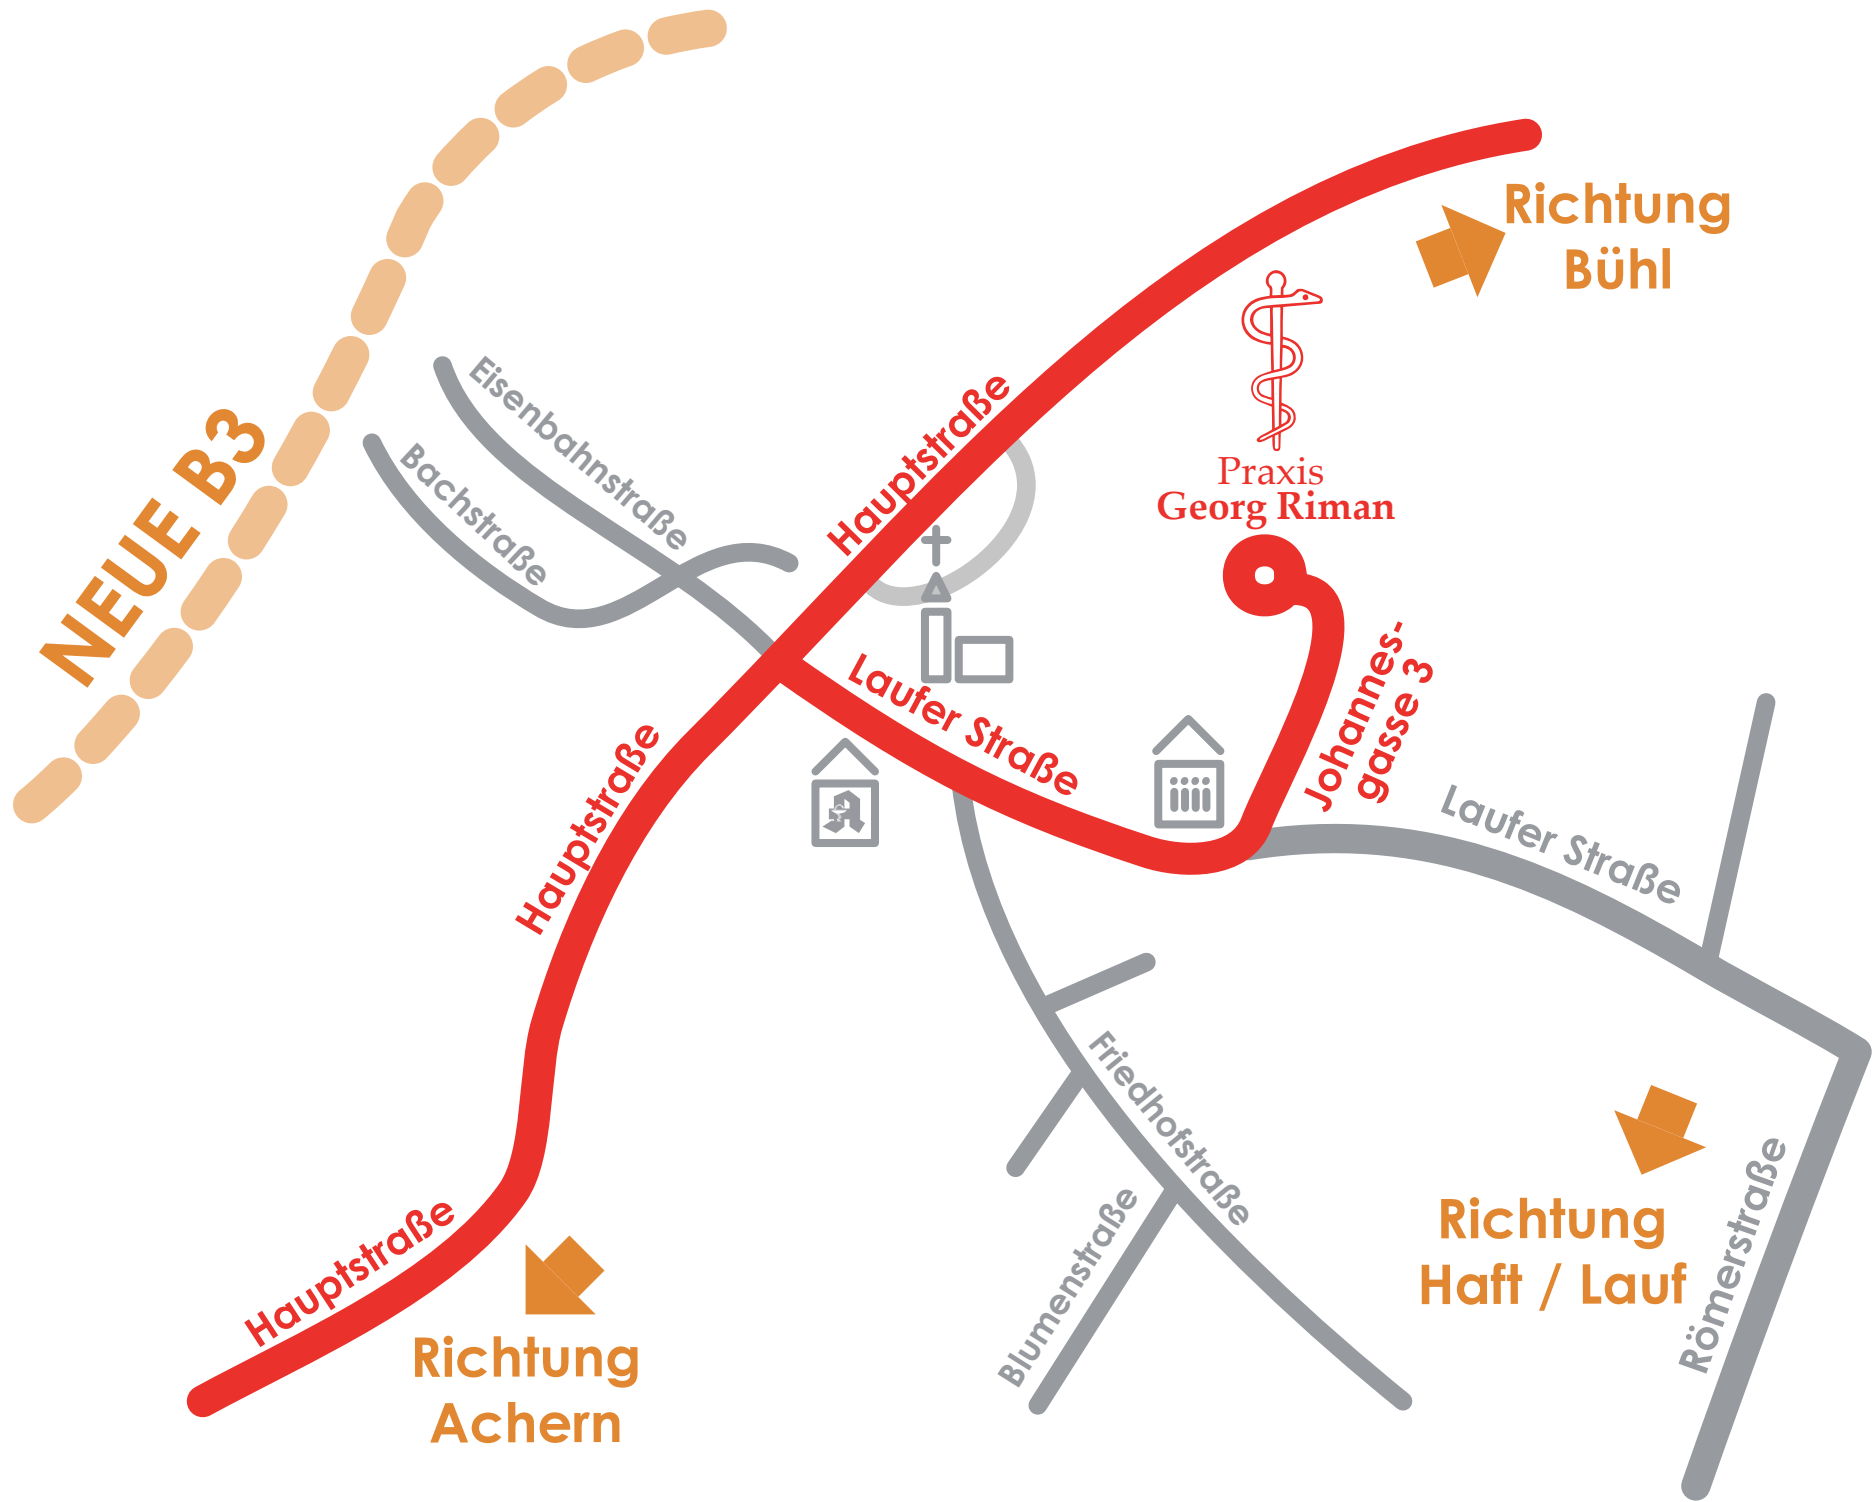 Richtung
Bühl
NEUE B3
Eisenbahnstraße
Bachstraße
Hauptstraße
Praxis
Georg Riman
Laufer Straße
Johannes-
gasse 3
Hauptstraße
Laufer Straße
Friedhofstraße
Blumenstraße
Römerstraße
Richtung
Haft / Lauf
Hauptstraße
Richtung
Achern